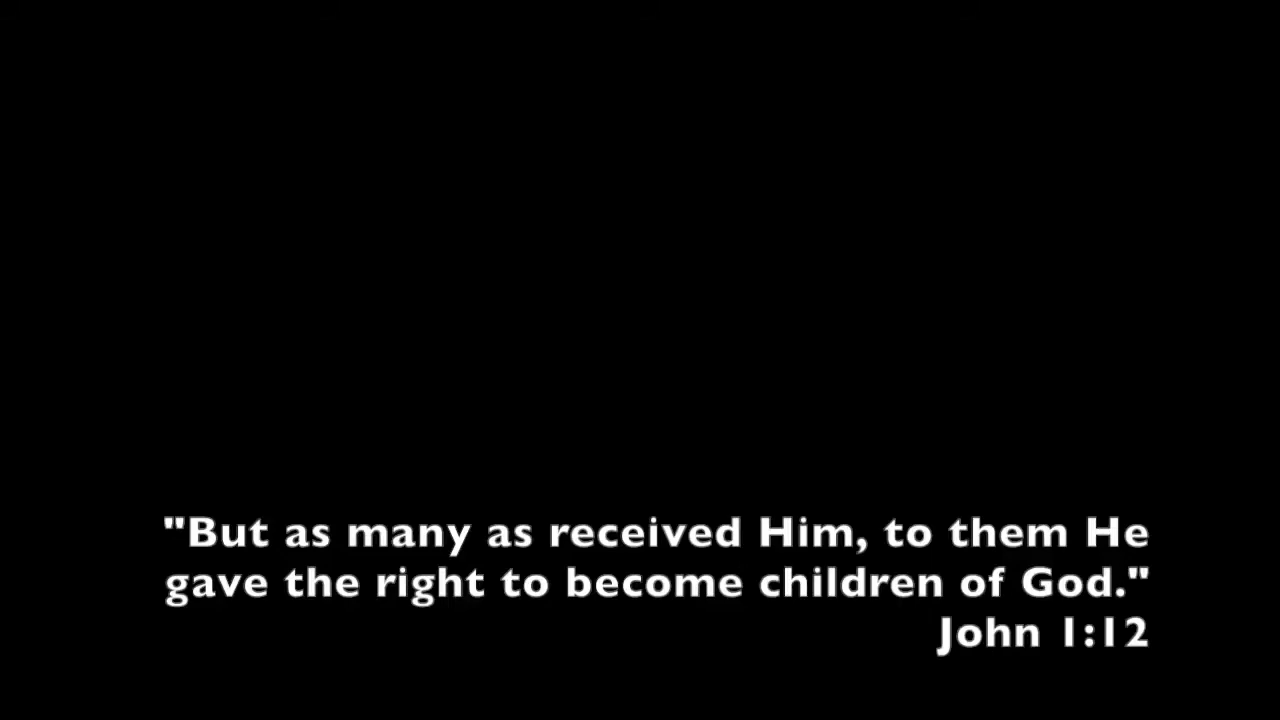 "But as many as received Him, to them He
gave the right to become children of God."
John 1:12